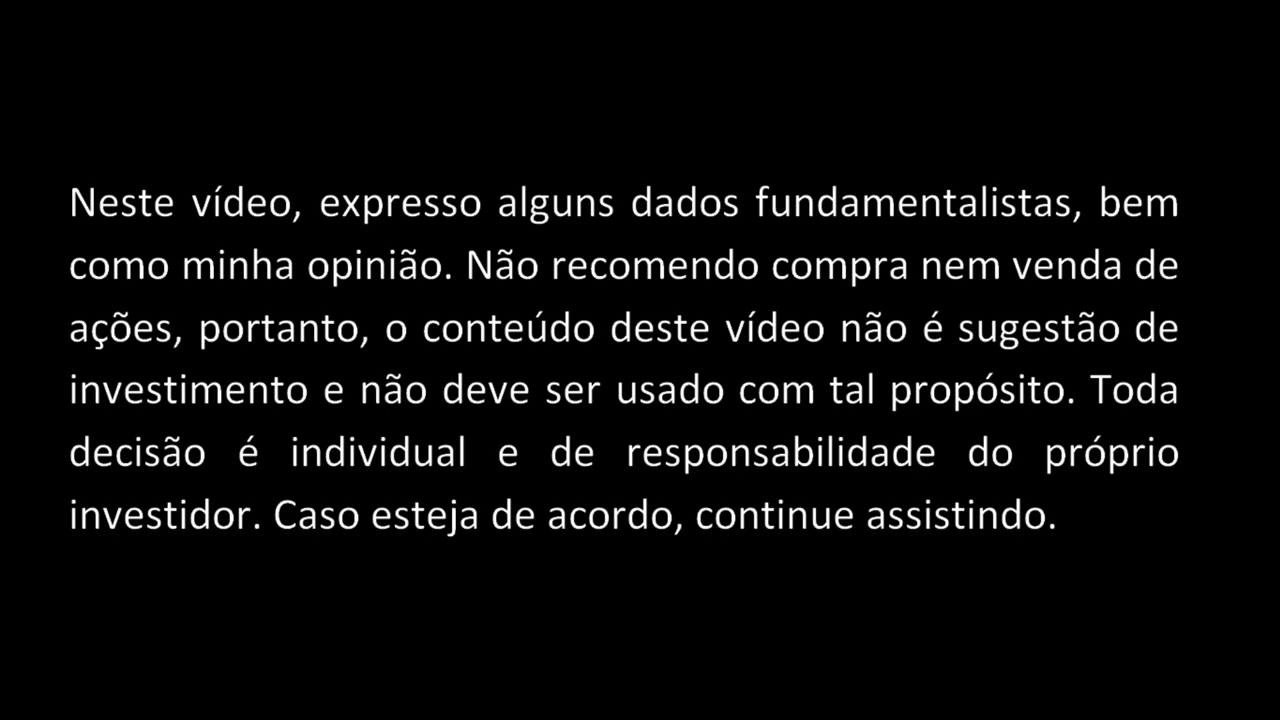 Neste vídeo, expresso alguns dados fundamentalistas, bem
como minha opinião. Não recomendo compra nem venda de
ações, portanto, o conteúdo deste vídeo não é sugestão de
investimento e não deve ser usado com tal propósito. Toda
decisão é individual e de responsabilidade do próprio
investidor. Caso esteja de acordo, continue assistindo.